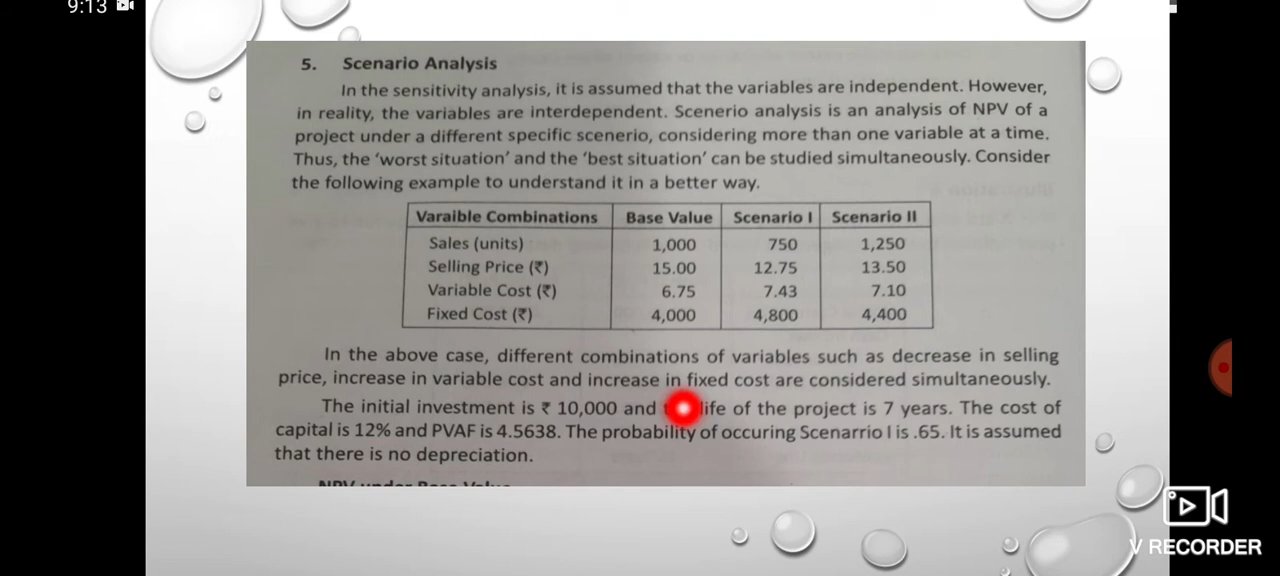 9:13
5. Scenario Analysis
In the sensitivity analysis, it is assumed that the variables are independent. However,
in reality, the variables are interdependent. Scenerio analysis is an analysis of NPV of a
project under a different specific scenerio, considering more than one variable at a time.
Thus, the 'worst situation' and the 'best situation' can be studied simultaneously. Consider
the following example to understand it in a better way.
Varaible Combinations Base Value Scenario I Scenario II
Sales (units) 1,000 750 1,250
Selling Price (₹) 15.00 12.75 13.50
Variable Cost (₹) 6.75 7.43 7.10
Fixed Cost (₹) 4,000 4,800 4,400
In the above case, different combinations of variables such as decrease in selling
price, increase in variable cost and increase in fixed cost are considered simultaneously.
The initial investment is ₹ 10,000 and life of the project is 7 years. The cost of
capital is 12% and PVAF is 4.5638. The probability of occuring Scenarrio I is .65. It is assumed
that there is no depreciation.
V RECORDER